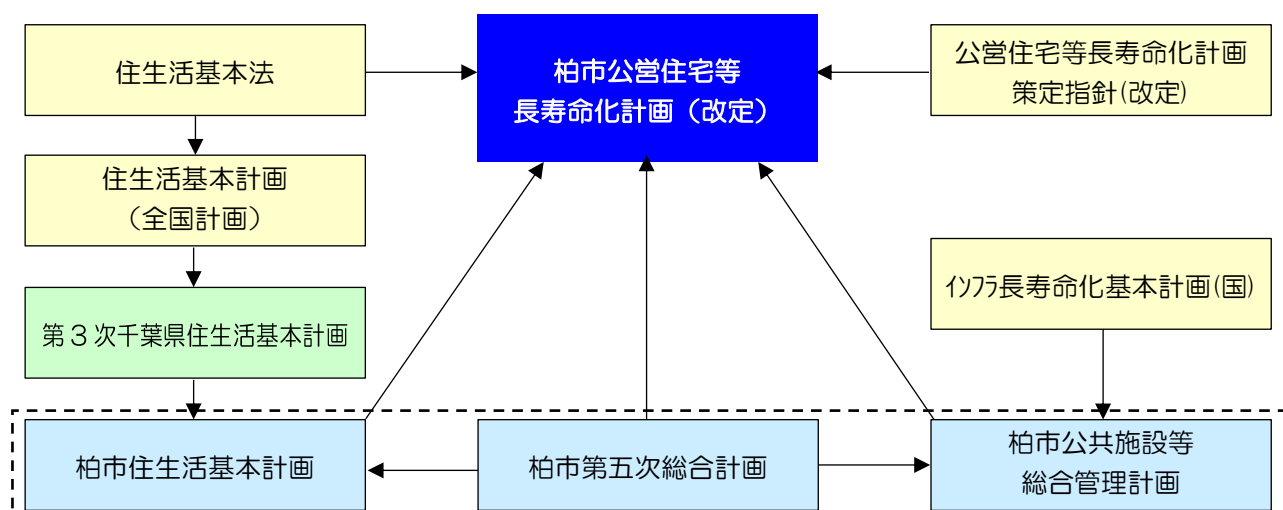 住生活基本法
柏市公営住宅等
長寿命化計画（改定）
公営住宅等長寿命化計画
策定指針(改定)
住生活基本計画
（全国計画）
ｲﾝﾌﾗ長寿命化基本計画(国)
第３次千葉県住生活基本計画
柏市住生活基本計画
柏市第五次総合計画
柏市公共施設等
総合管理計画